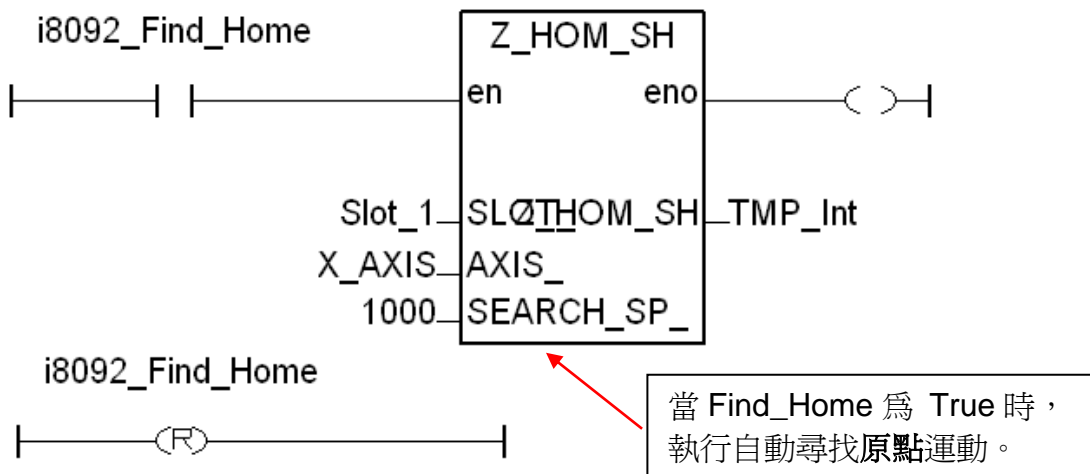 i8092_Find_Home
Z_HOM_SH
en eno
Slot_1 SLOT_ Z_HOM_SH TMP_Int
X_AXIS AXIS_
1000 SEARCH_SP_
i8092_Find_Home
(R)
當 Find_Home 爲 True 時，
執行自動尋找原點運動。